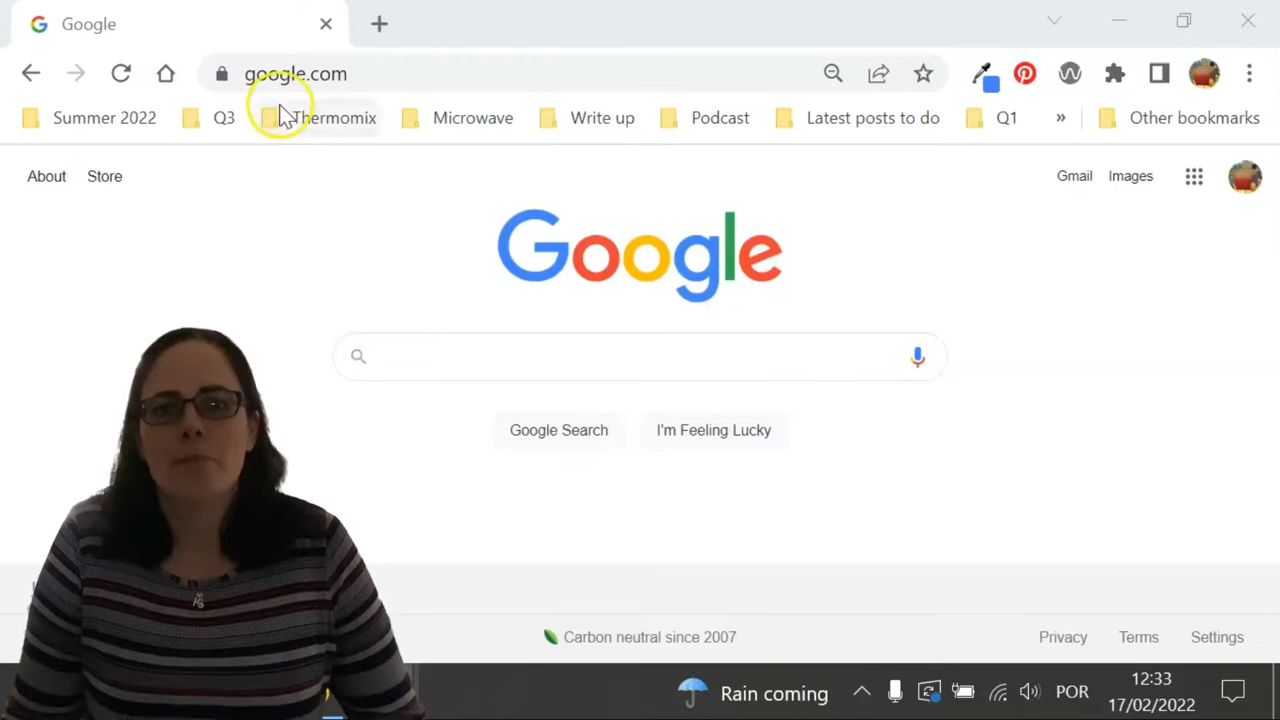 Google
google.com
Summer 2022 Q3 Thermomix Microwave Write up Podcast Latest posts to do Q1 » Other bookmarks
About Store Gmail Images
Google
Google Search I'm Feeling Lucky
Carbon neutral since 2007 Privacy Terms Settings
Rain coming POR 12:33
17/02/2022